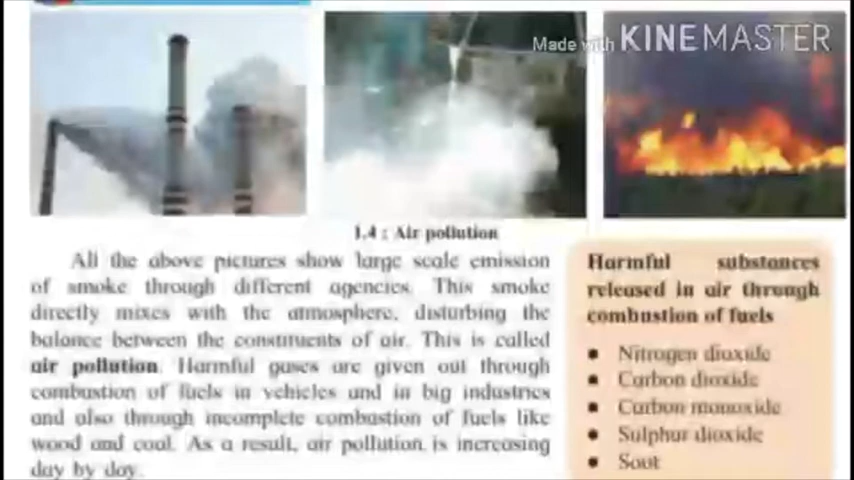 Made with KINEMASTER
1.4 : Air pollution
All the above pictures show large scale emission
of smoke through different agencies. This smoke
directly mixes with the atmosphere, disturbing the
balance between the constituents of air. This is called
air pollution. Harmful gases are given out through
combustion of fuels in vehicles and in big industries
and also through incomplete combustion of fuels like
wood and coal. As a result, air pollution is increasing
day by day.
Harmful substances
released in air through
combustion of fuels
• Nitrogen dioxide
• Carbon dioxide
• Carbon monoxide
• Sulphur dioxide
• Soot